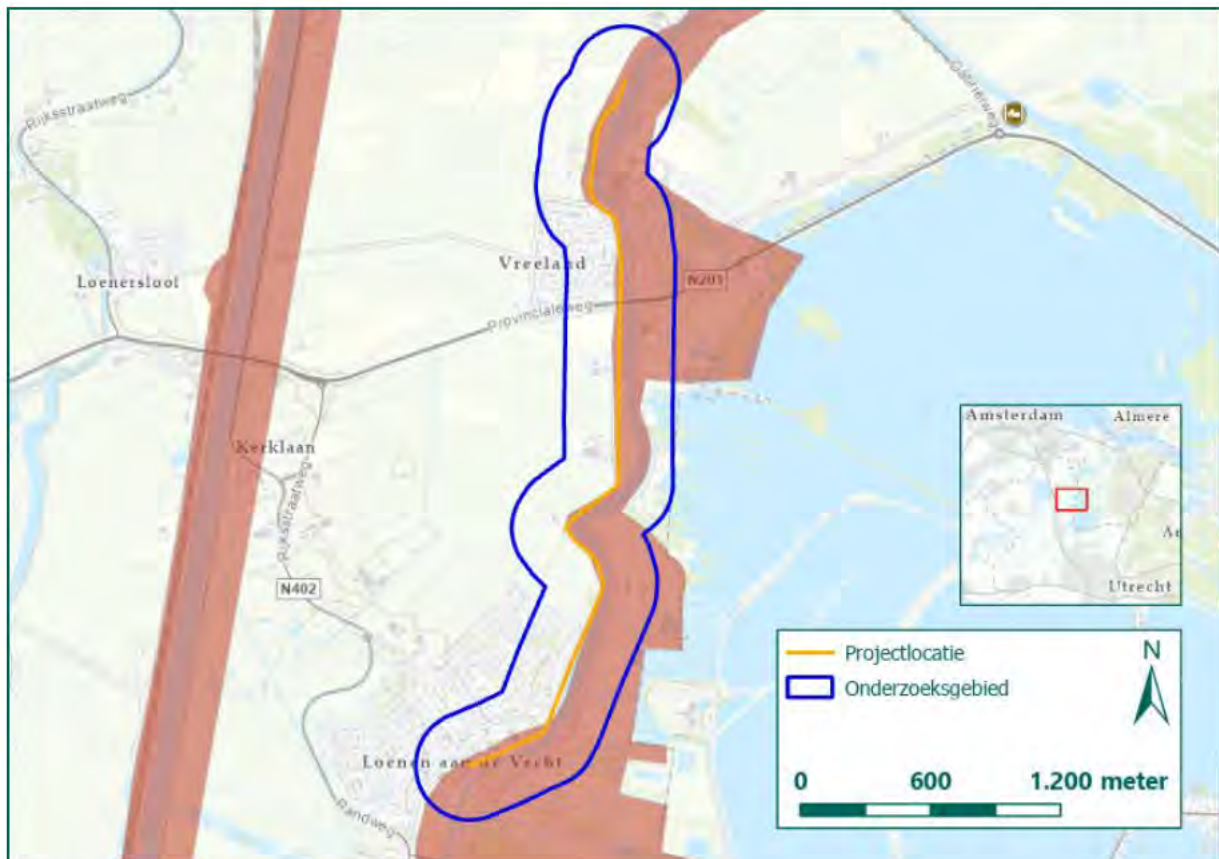 Rijksstraatweg
Gabriëlweg
Loenersloot
Vreeland
N201
Provincialeweg
Kerklaan
Rijksstraatweg
N402
Loenen aan de Vecht
Randweg
Amsterdam
Almere
Utrecht
Projectlocatie
Onderzoeksgebied
N
0 600 1.200 meter